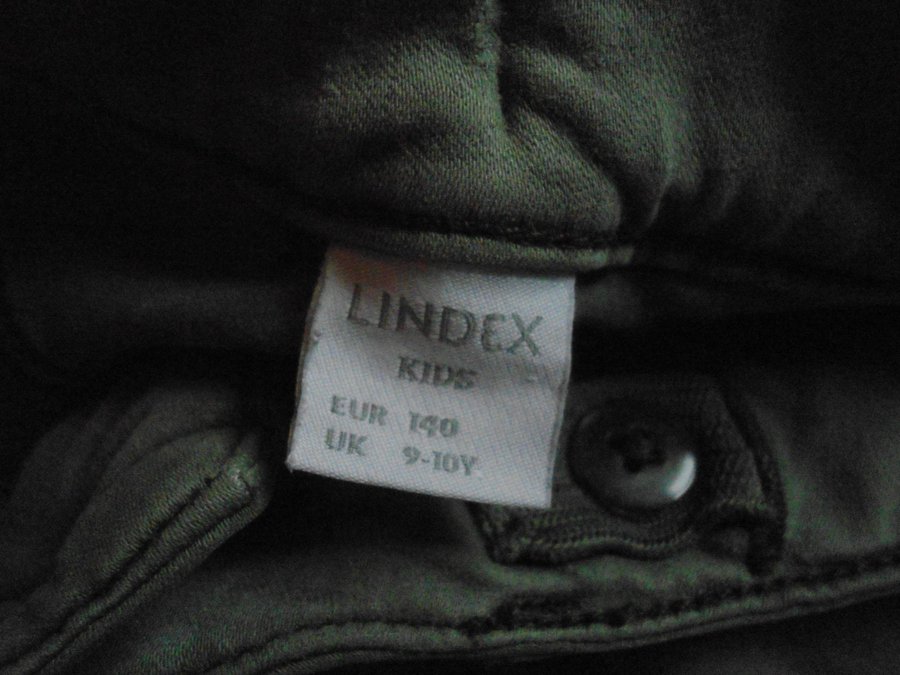 LINDEX
KIDS
EUR 140
UK 9-10Y